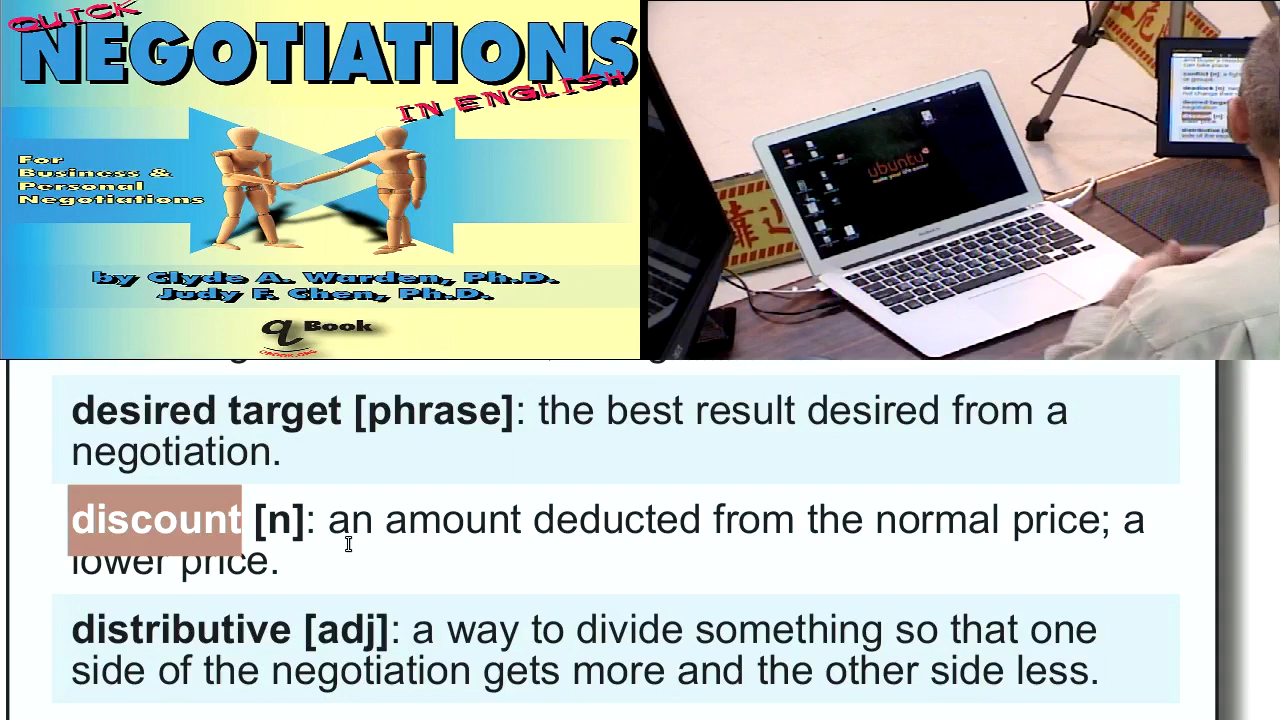 QUICK
NEGOTIATIONS
IN ENGLISH
For
Business &
Personal
Negotiations
by Clyde A. Warden, Ph.D.
Judy F. Chen, Ph.D.
q Book
QBOOK.ORG
ubuntu
desired target [phrase]: the best result desired from a
negotiation.
discount [n]: an amount deducted from the normal price; a
lower price.
distributive [adj]: a way to divide something so that one
side of the negotiation gets more and the other side less.